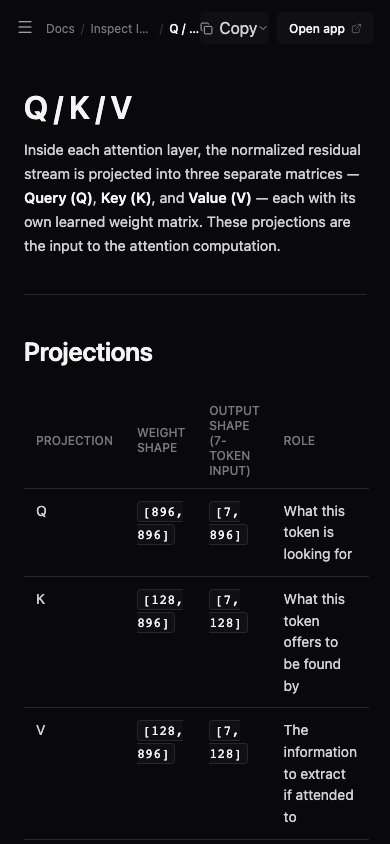 Docs / Inspect I... / Q / ... Copy Open app
Q / K / V
Inside each attention layer, the normalized residual
stream is projected into three separate matrices —
Query (Q), Key (K), and Value (V) — each with its
own learned weight matrix. These projections are
the input to the attention computation.
Projections
PROJECTION
WEIGHT
SHAPE
OUTPUT
SHAPE
(7-
TOKEN
INPUT)
ROLE
Q
[896,
896]
[7,
896]
What this
token is
looking for
K
[128,
896]
[7,
128]
What this
token
offers to
be found
by
V
[128,
896]
[7,
128]
The
information
to extract
if attended
to